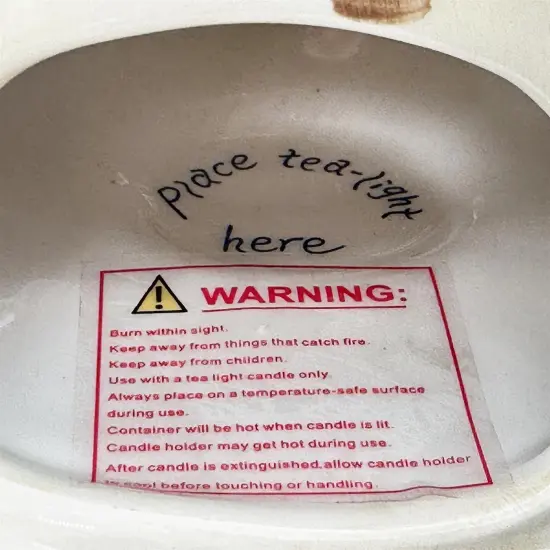 Place tea-light
here
WARNING:
Burn within sight.
Keep away from things that catch fire.
Keep away from children.
Use with a tea light candle only
Always place on a temperature-safe surface
during use.
Container will be hot when candle is lit.
Candle holder may get hot during use.
After candle is extinguished,allow candle holder
to cool before touching or handling.